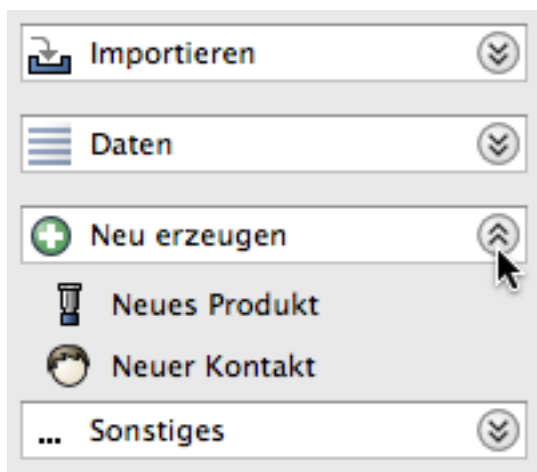 Importieren
Daten
Neu erzeugen
Neues Produkt
Neuer Kontakt
... Sonstiges